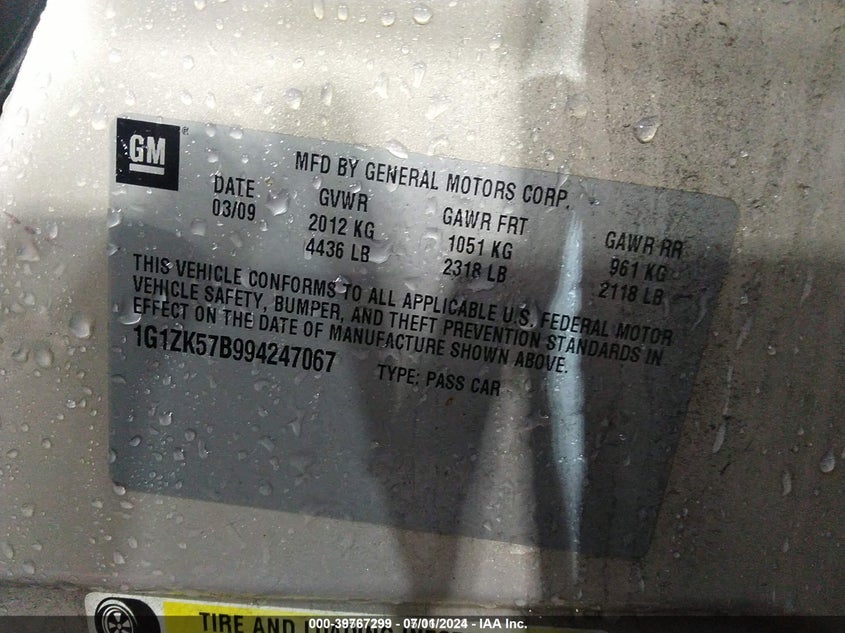 GM
MFD BY GENERAL MOTORS CORP.
DATE GVWR GAWR FRT GAWR RR
03/09 2012 KG 1051 KG 961 KG
4436 LB 2318 LB 2118 LB
THIS VEHICLE CONFORMS TO ALL APPLICABLE U.S. FEDERAL MOTOR
VEHICLE SAFETY, BUMPER, AND THEFT PREVENTION STANDARDS IN
EFFECT ON THE DATE OF MANUFACTURE SHOWN ABOVE.
1G1ZK57B994247067 TYPE: PASS CAR
TIRE AND
000-39767299 - 07/01/2024 - IAA Inc.